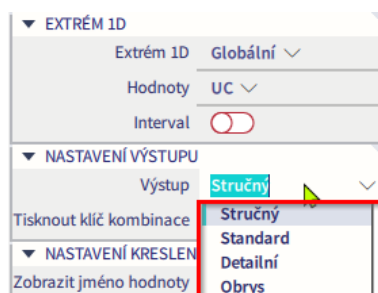 EXTRÉM 1D
Extrém 1D Globální
Hodnoty UC
Interval
NASTAVENÍ VÝSTUPU
Výstup Stručný
Tisknout klíč kombinace Stručný
Standard
NASTAVENÍ KRESLEN Detailní
Zobrazit jméno hodnoty Obrys